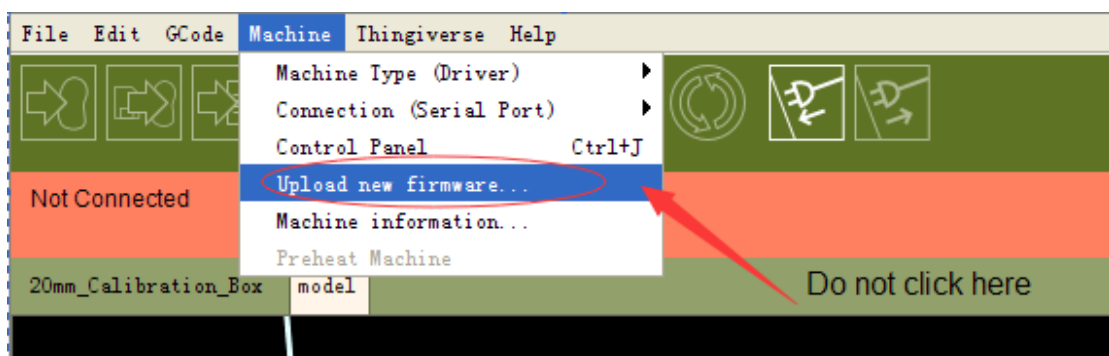 File Edit GCode Machine Thingiverse Help
Machine Type (Driver)
Connection (Serial Port)
Control Panel Ctrl+J
Upload new firmware...
Machine information...
Preheat Machine
Not Connected
20mm_Calibration_Box model
Do not click here